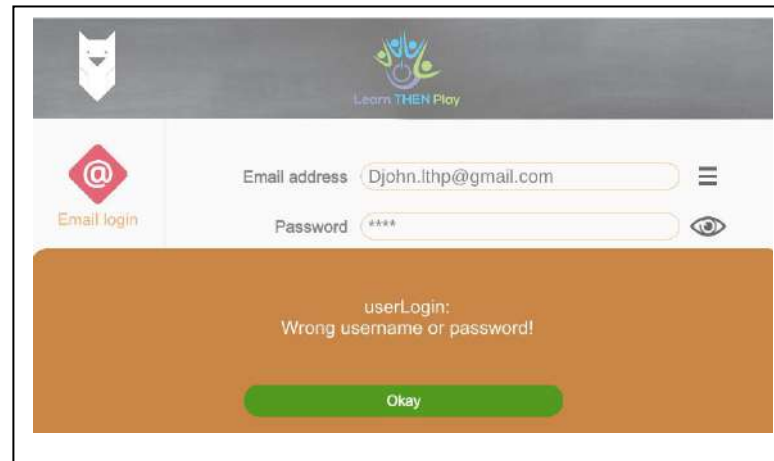 Learn THEN Play
@
Email login
Email address Djohn.lthp@gmail.com
Password ****
userLogin:
Wrong username or password!
Okay